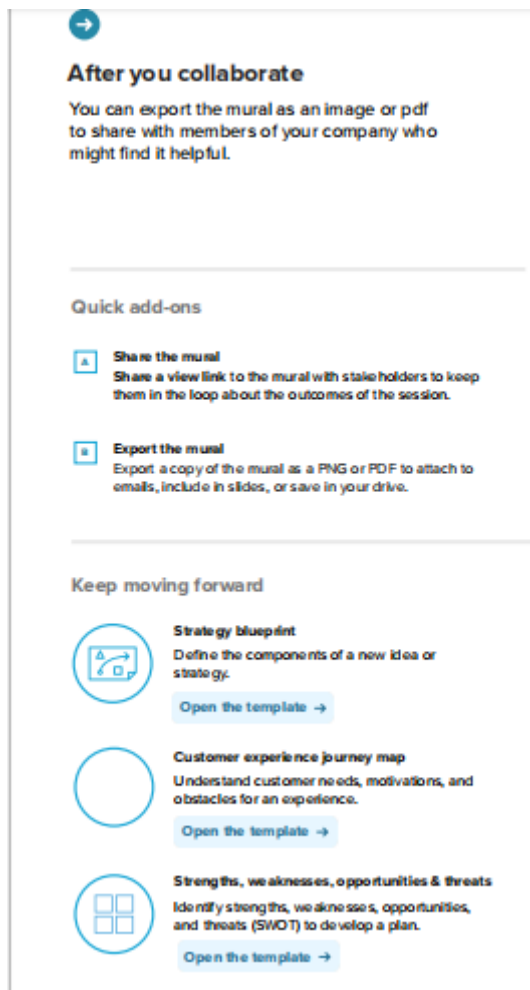 After you collaborate
You can export the mural as an image or pdf
to share with members of your company who
might find it helpful.
Quick add-ons
A
Share the mural
Share a view link to the mural with stakeholders to keep
them in the loop about the outcomes of the session.
B
Export the mural
Export a copy of the mural as a PNG or PDF to attach to
emails, include in slides, or save in your drive.
Keep moving forward
Strategy blueprint
Define the components of a new idea or
strategy.
Open the template →
Customer experience journey map
Understand customer needs, motivations, and
obstacles for an experience.
Open the template →
Strengths, weaknesses, opportunities & threats
Identify strengths, weaknesses, opportunities,
and threats (SWOT) to develop a plan.
Open the template →